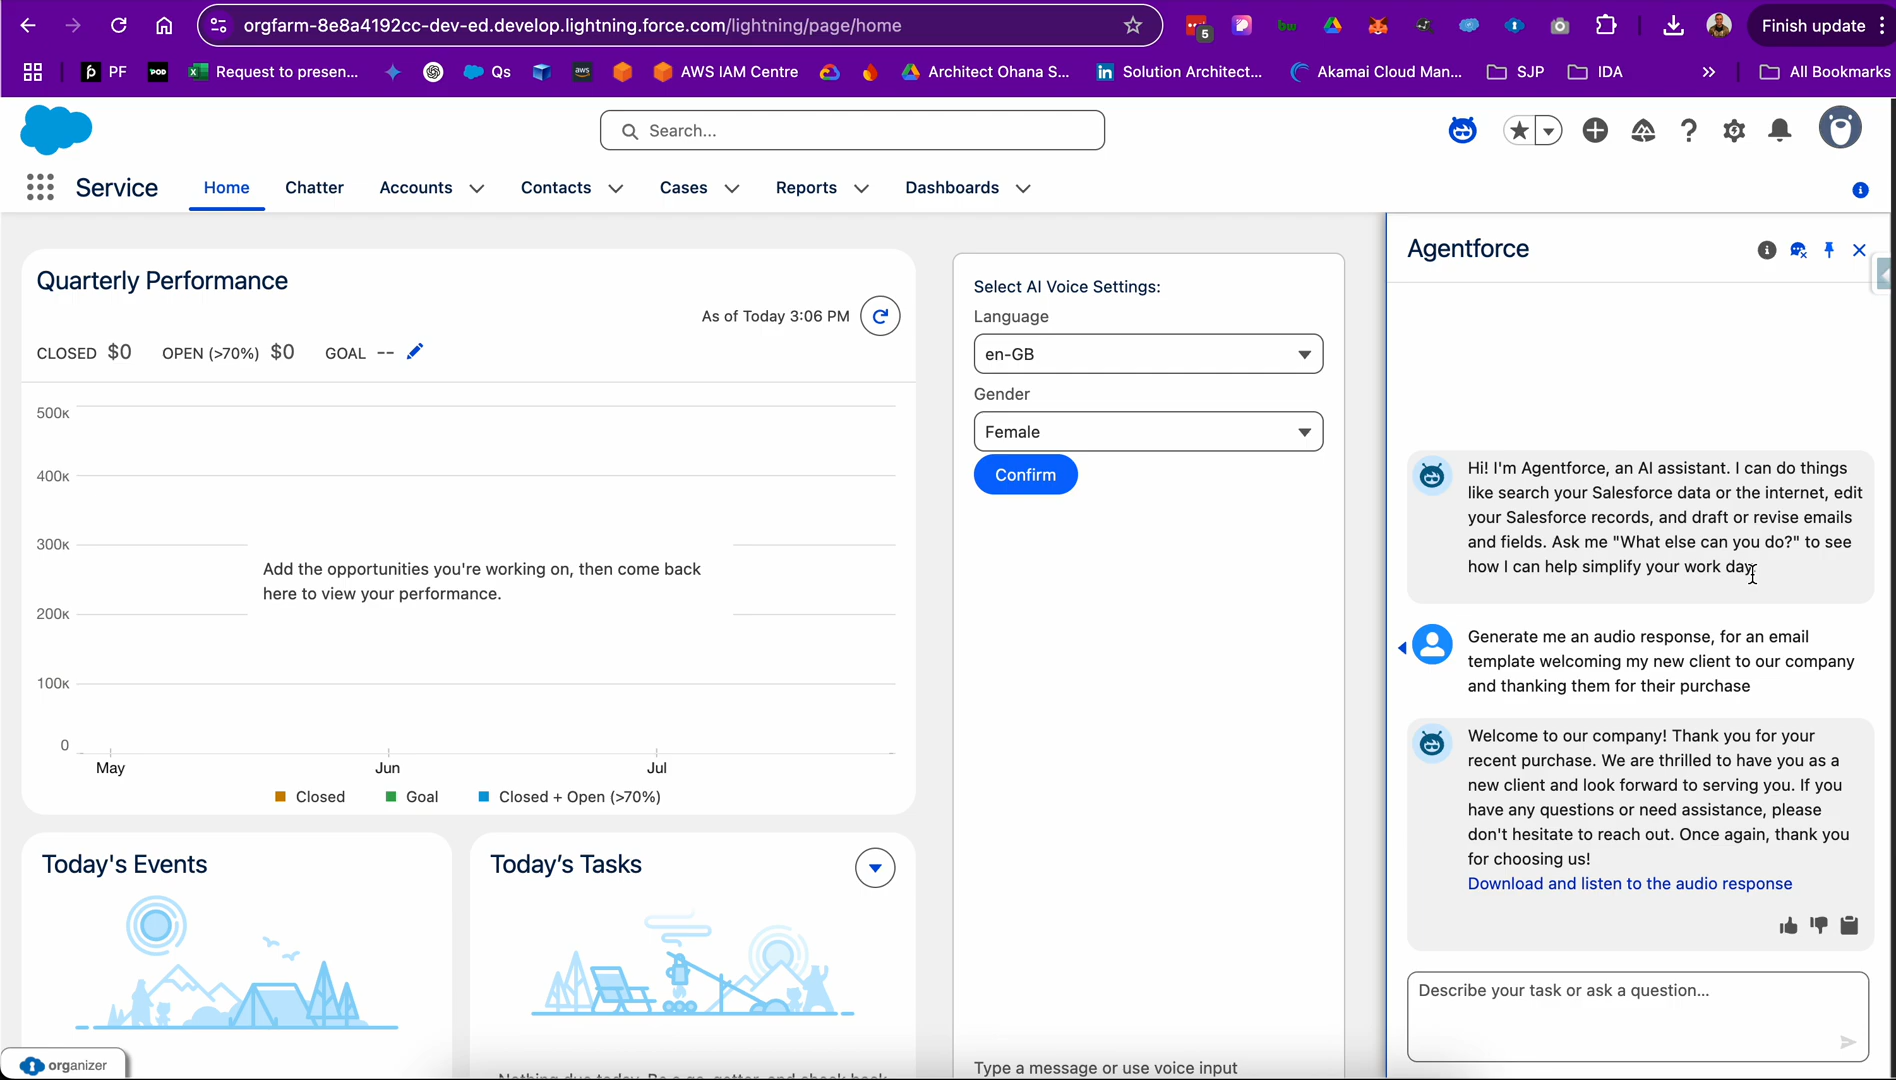 orgfarm-8e8a4192cc-dev-ed.develop.lightning.force.com/lightning/page/home
5
bw
Finish update
PF
POD
Request to presen...
Qs
aws
AWS IAM Centre
Architect Ohana S...
Solution Architect...
Akamai Cloud Man...
SJP
IDA
All Bookmarks
Search...
Service
Home
Chatter
Accounts
Contacts
Cases
Reports
Dashboards
Quarterly Performance
As of Today 3:06 PM
CLOSED $0 OPEN (>70%) $0 GOAL --
500K
400K
300K
200K
100K
0
Add the opportunities you're working on, then come back
here to view your performance.
May Jun Jul
Closed Goal Closed + Open (>70%)
Today's Events
Today's Tasks
organizer
Select AI Voice Settings:
Language
en-GB
Gender
Female
Confirm
Type a message or use voice input
Agentforce
Hi! I'm Agentforce, an AI assistant. I can do things
like search your Salesforce data or the internet, edit
your Salesforce records, and draft or revise emails
and fields. Ask me "What else can you do?" to see
how I can help simplify your work day.
Generate me an audio response, for an email
template welcoming my new client to our company
and thanking them for their purchase
Welcome to our company! Thank you for your
recent purchase. We are thrilled to have you as a
new client and look forward to serving you. If you
have any questions or need assistance, please
don't hesitate to reach out. Once again, thank you
for choosing us!
Download and listen to the audio response
Describe your task or ask a question...